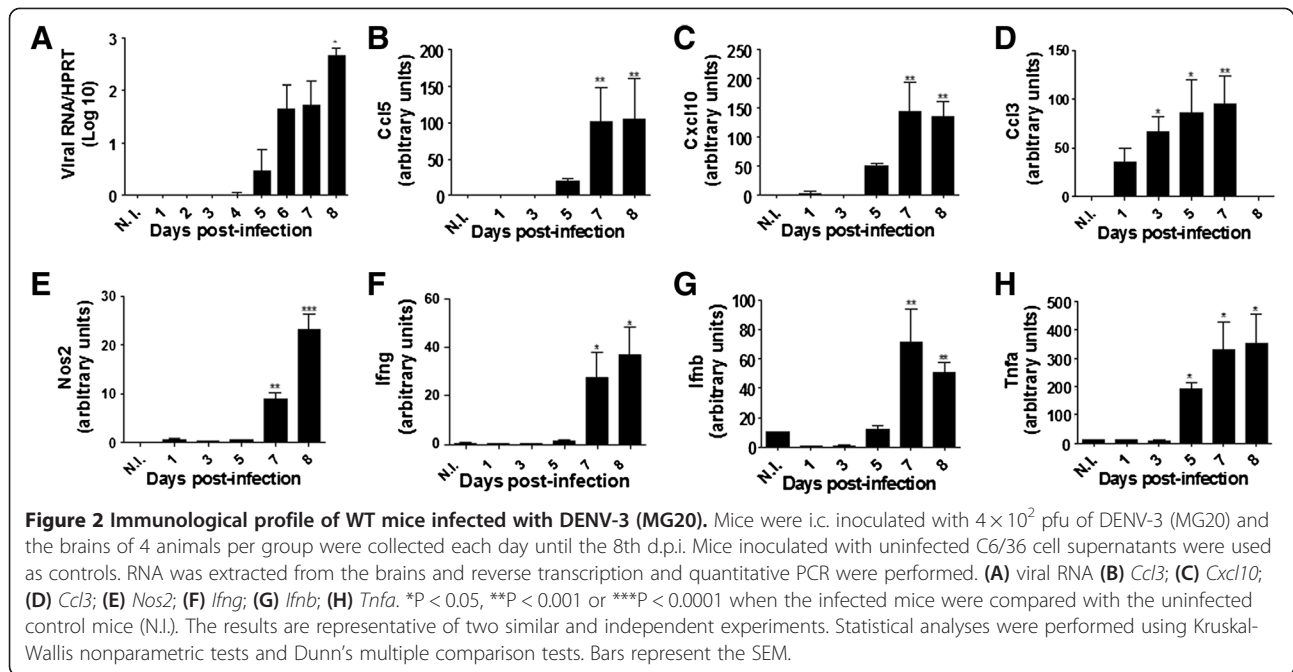 A
Viral RNA/HPRT
(Log 10)
3
2
1
0
*
N.I. 1 2 3 4 5 6 7 8
Days post-infection
B
Ccl5
(arbitrary units)
200
150
100
50
0
** **
N.I. 1 3 5 7 8
Days post-infection
C
Cxcl10
(arbitrary units)
250
200
150
100
50
0
** **
N.I. 1 3 5 7 8
Days post-infection
D
Ccl3
(arbitrary units)
150
100
50
0
* * **
N.I. 1 3 5 7 8
Days post-infection
E
Nos2
(arbitrary units)
30
20
10
0
** ***
N.I. 1 3 5 7 8
Days post-infection
F
Ifng
(arbitrary units)
60
40
20
0
* *
N.I. 1 3 5 7 8
Days post-infection
G
Ifnb
(arbitrary units)
100
80
60
40
20
0
** **
N.I. 1 3 5 7 8
Days post-infection
H
Tnfa
(arbitrary units)
500
400
300
200
100
0
* * *
N.I. 1 3 5 7 8
Days post-infection
Figure 2 Immunological profile of WT mice infected with DENV-3 (MG20). Mice were i.c. inoculated with 4 × 10² pfu of DENV-3 (MG20) and
the brains of 4 animals per group were collected each day until the 8th d.p.i. Mice inoculated with uninfected C6/36 cell supernatants were used
as controls. RNA was extracted from the brains and reverse transcription and quantitative PCR were performed. (A) viral RNA (B) Ccl3; (C) Cxcl10;
(D) Ccl3; (E) Nos2; (F) Ifng; (G) Ifnb; (H) Tnfa. *P < 0.05, **P < 0.001 or ***P < 0.0001 when the infected mice were compared with the uninfected
control mice (N.I.). The results are representative of two similar and independent experiments. Statistical analyses were performed using Kruskal-
Wallis nonparametric tests and Dunn's multiple comparison tests. Bars represent the SEM.